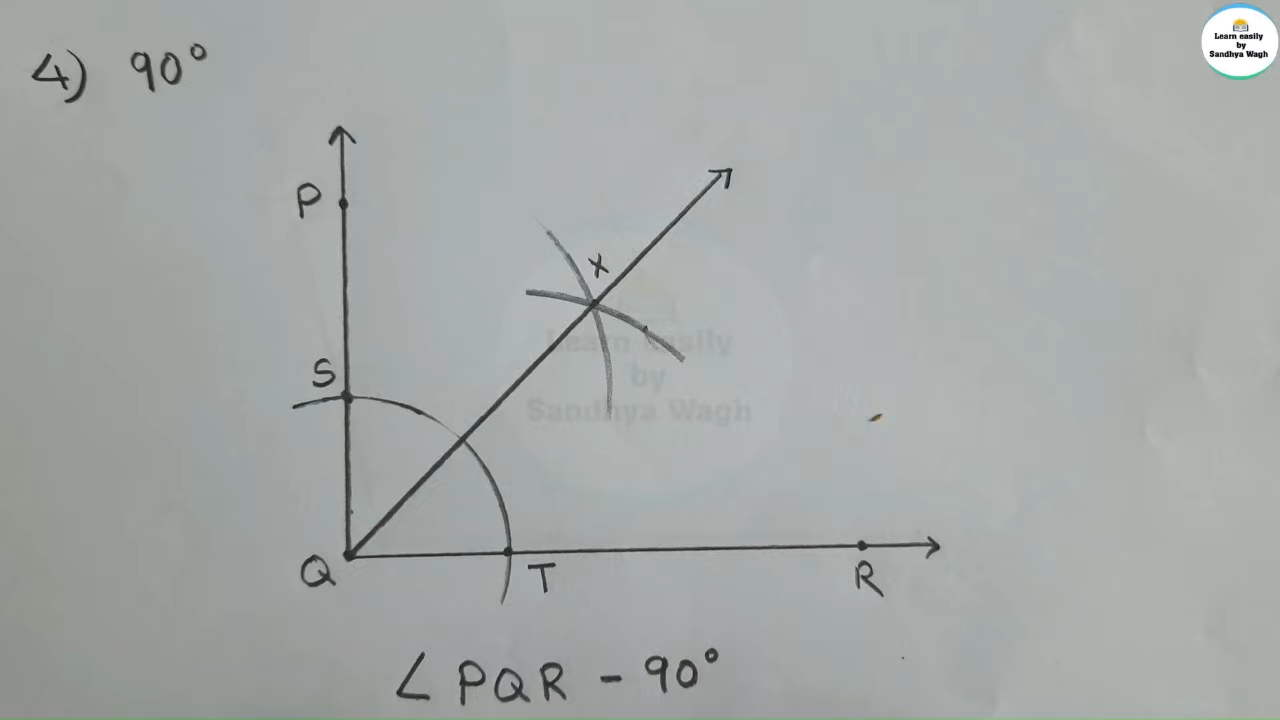 4) 90°
Learn easily
by
Sandhya Wagh
P
X
S
Learn easily
by
Sandhya Wagh
Q
T
R
∠ PQR - 90°